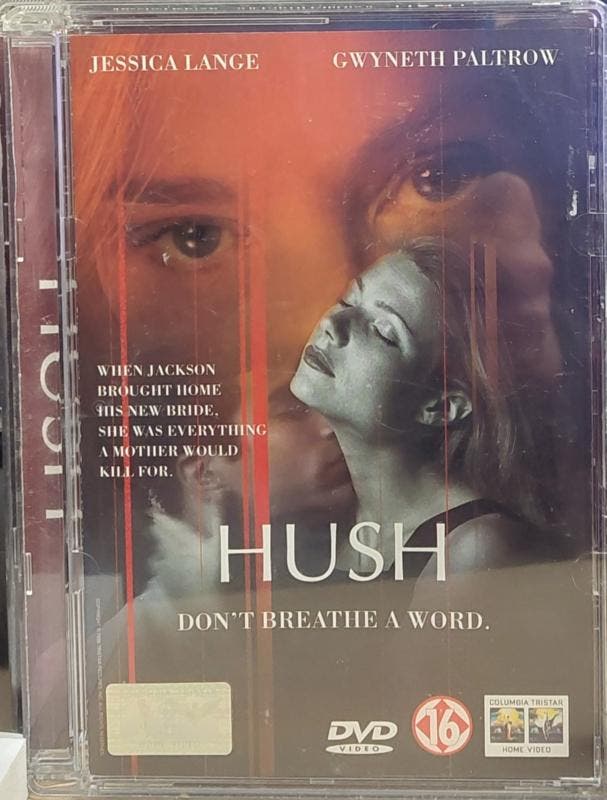 JESSICA LANGE
GWYNETH PALTROW
HUSH
WHEN JACKSON
BROUGHT HOME
HIS NEW BRIDE,
SHE WAS EVERYTHING
A MOTHER WOULD
KILL FOR.
HUSH
DON'T BREATHE A WORD.
DVD
VIDEO
16
COLUMBIA TRISTAR
HOME VIDEO